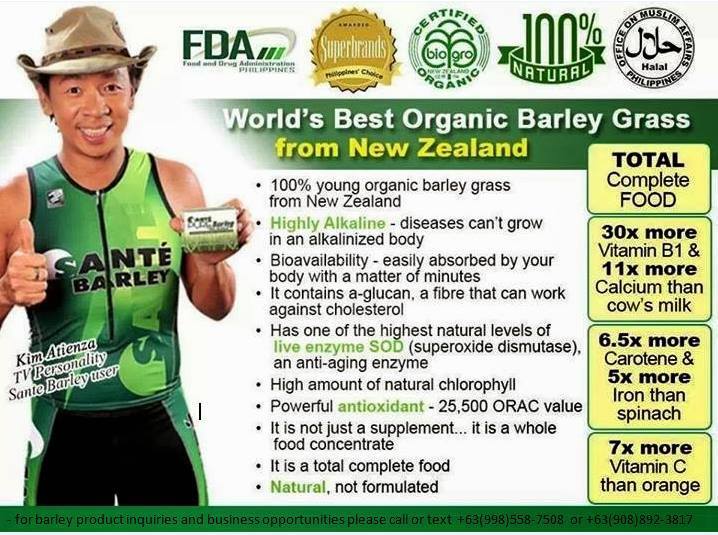 FDA
Food and Drug Administration
PHILIPPINES
AWARDED
Superbrands
Philippines' Choice
CERTIFIED
bio gro
NEW ZEALAND
ORGANIC
100%
NATURAL
OFFICE ON MUSLIM AFFAIRS
حلال
Halal
PHILIPPINES
World's Best Organic Barley Grass
from New Zealand
• 100% young organic barley grass
from New Zealand
• Highly Alkaline - diseases can't grow
in an alkalinized body
• Bioavailability - easily absorbed by your
body with a matter of minutes
• It contains a-glucan, a fibre that can work
against cholesterol
• Has one of the highest natural levels of
live enzyme SOD (superoxide dismutase),
an anti-aging enzyme
• High amount of natural chlorophyll
• Powerful antioxidant - 25,500 ORAC value
• It is not just a supplement... it is a whole
food concentrate
• It is a total complete food
• Natural, not formulated
TOTAL
Complete
FOOD
30x more
Vitamin B1 &
11x more
Calcium than
cow's milk
6.5x more
Carotene &
5x more
Iron than
spinach
7x more
Vitamin C
than orange
SANTÉ
BARLEY
Kim Atienza
TV Personality
Sante Barley user
- for barley product inquiries and business opportunities please call or text +63(998)558-7508 or +63(908)892-3817